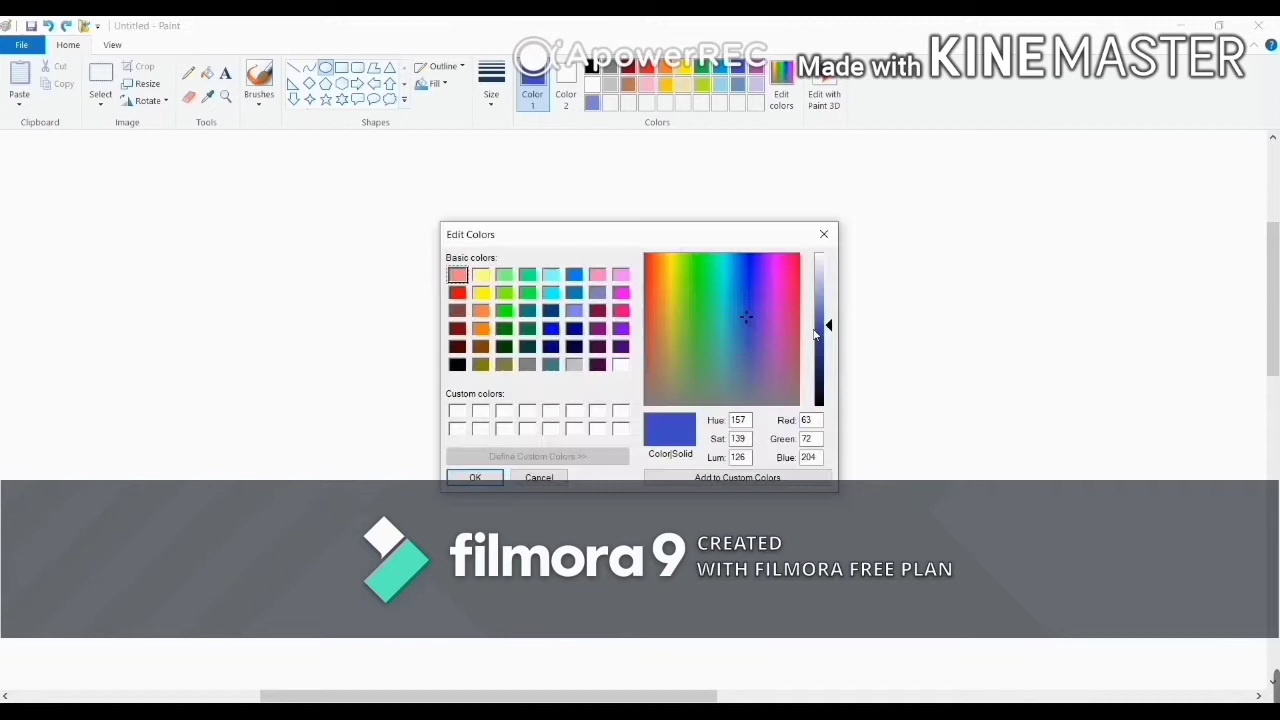 Untitled - Paint
ApowerREC
Made with KINEMASTER
File Home View
Paste
Cut
Copy
Clipboard
Select
Crop
Resize
Rotate
Image
Tools
Brushes
Shapes
Outline
Fill
Size
Color
1
Color
2
Colors
Edit
colors
Edit with
Paint 3D
Edit Colors
Basic colors:
Custom colors:
Define Custom Colors >>
OK Cancel
Color|Solid
Hue: 157 Red: 63
Sat: 139 Green: 72
Lum: 126 Blue: 204
Add to Custom Colors
filmora 9
CREATED
WITH FILMORA FREE PLAN